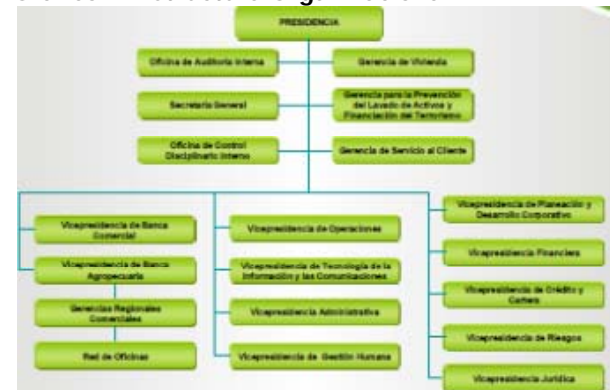 PRESIDENCIA
Oficina de Auditoría Interna
Gerencia de Vivienda
Secretaría General
Gerencia para la Prevención
del Lavado de Activos y
Financiación del Terrorismo
Oficina de Control
Disciplinario Interno
Gerencia de Servicio al Cliente
Vicepresidencia de Banca
Comercial
Vicepresidencia de Banca
Agropecuaria
Gerencias Regionales
Comerciales
Red de Oficinas
Vicepresidencia de Operaciones
Vicepresidencia de Tecnología de la
Información y las Comunicaciones
Vicepresidencia Administrativa
Vicepresidencia de Gestión Humana
Vicepresidencia de Planeación y
Desarrollo Corporativo
Vicepresidencia Financiera
Vicepresidencia de Crédito y
Cartera
Vicepresidencia de Riesgos
Vicepresidencia Jurídica